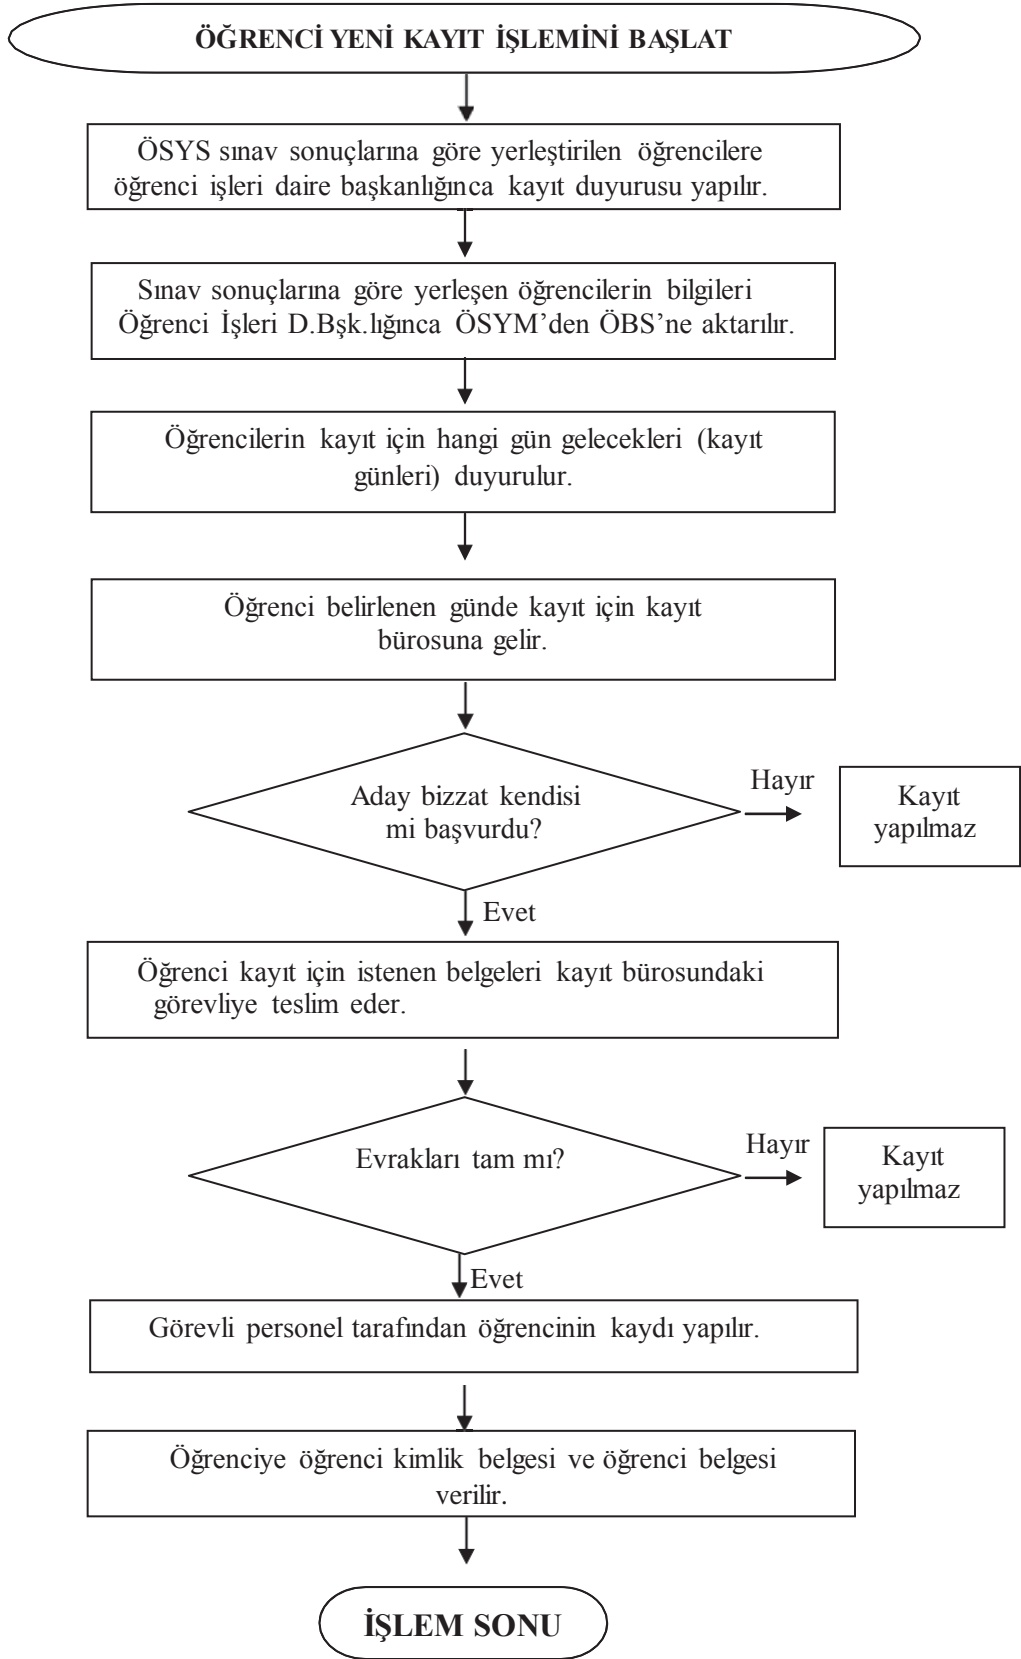 ÖĞRENCİ YENİ KAYIT İŞLEMİNİ BAŞLAT
ÖSYS sınav sonuçlarına göre yerleştirilen öğrencilere
öğrenci işleri daire başkanlığınca kayıt duyurusu yapılır.
Sınav sonuçlarına göre yerleşen öğrencilerin bilgileri
Öğrenci İşleri D.Bşk.lığınca ÖSYM’den ÖBS’ne aktarılır.
Öğrencilerin kayıt için hangi gün gelecekleri (kayıt
günleri) duyurulur.
Öğrenci belirlenen günde kayıt için kayıt
bürosuna gelir.
Aday bizzat kendisi
mi başvurdu?
Hayır
Kayıt
yapılmaz
Evet
Öğrenci kayıt için istenen belgeleri kayıt bürosundaki
görevliye teslim eder.
Evrakları tam mı?
Hayır
Kayıt
yapılmaz
Evet
Görevli personel tarafından öğrencinin kaydı yapılır.
Öğrenciye öğrenci kimlik belgesi ve öğrenci belgesi
verilir.
İŞLEM SONU